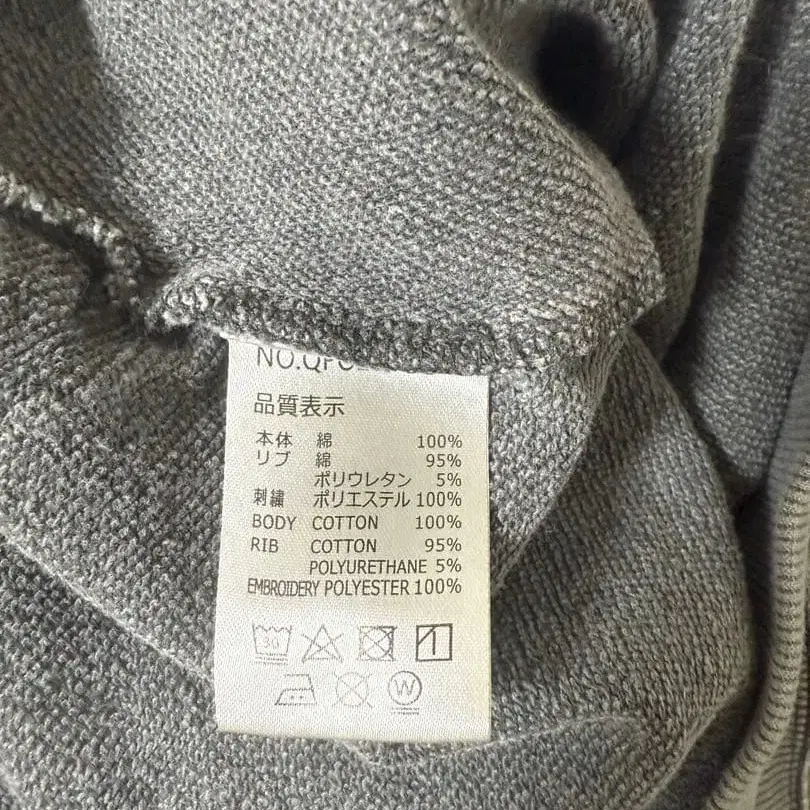 品質表示
本体 綿 100%
リブ 綿 95%
ポリウレタン 5%
刺繍 ポリエステル 100%
BODY COTTON 100%
RIB COTTON 95%
POLYURETHANE 5%
EMBROIDERY POLYESTER 100%
30
W